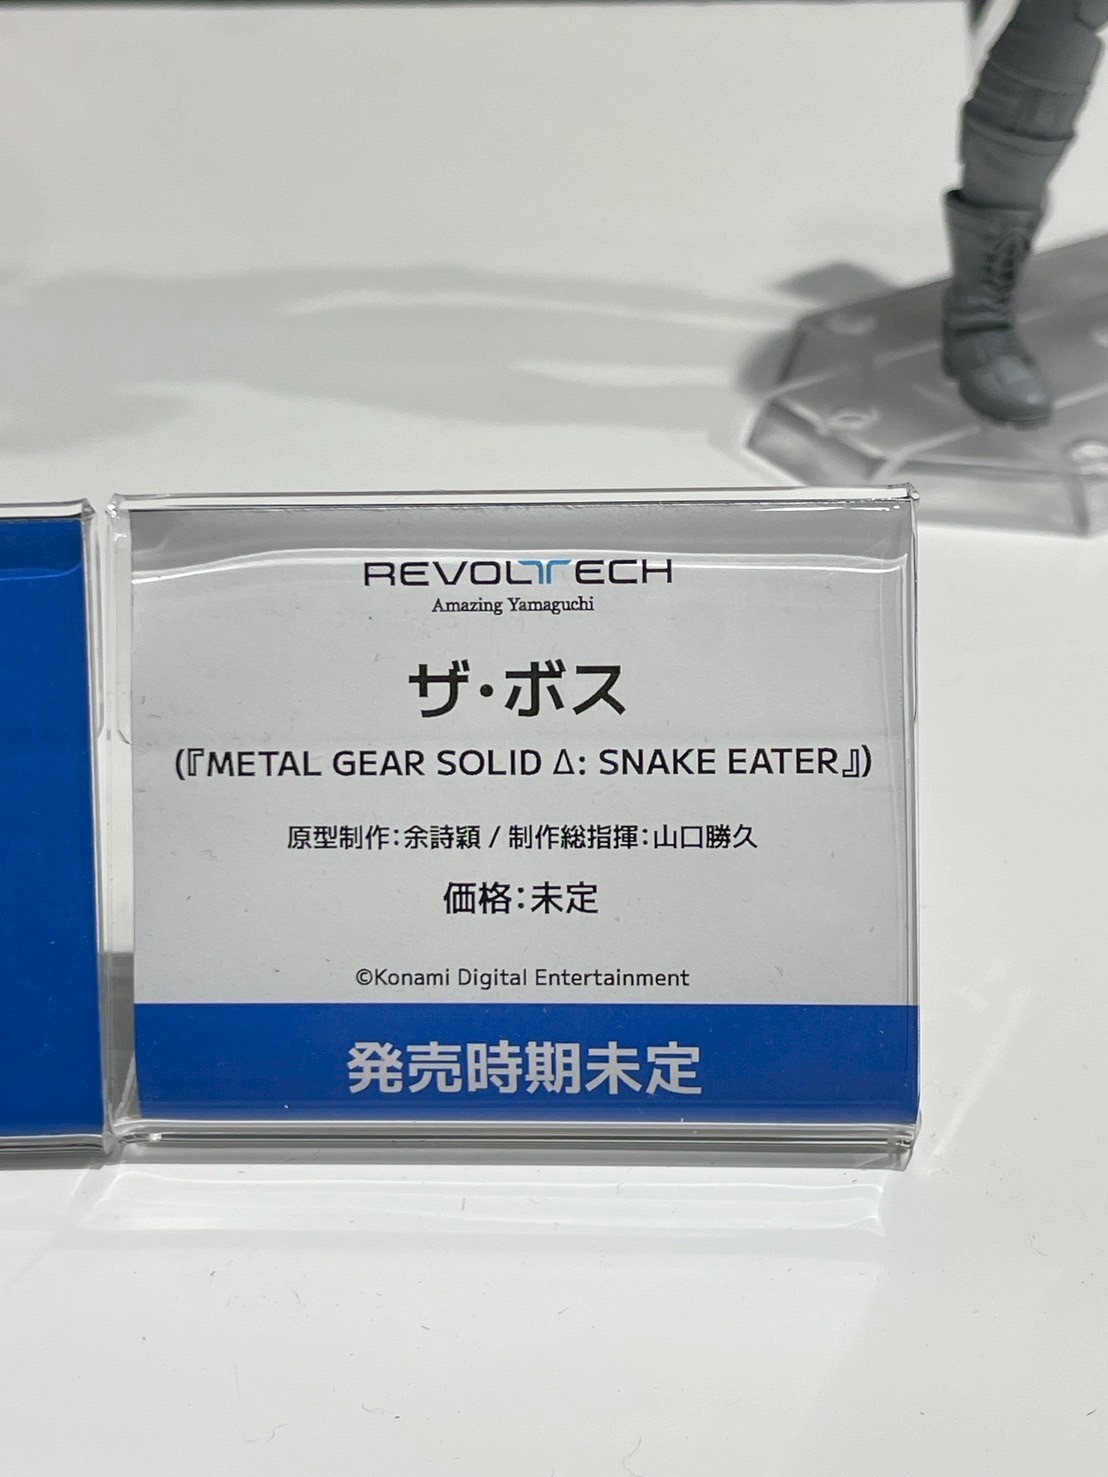 REVOLTECH
Amazing Yamaguchi
ザ・ボス
(『METAL GEAR SOLID Δ: SNAKE EATER』)
原型制作：余詩穎 / 制作総指揮：山口勝久
価格：未定
©Konami Digital Entertainment
発売時期未定